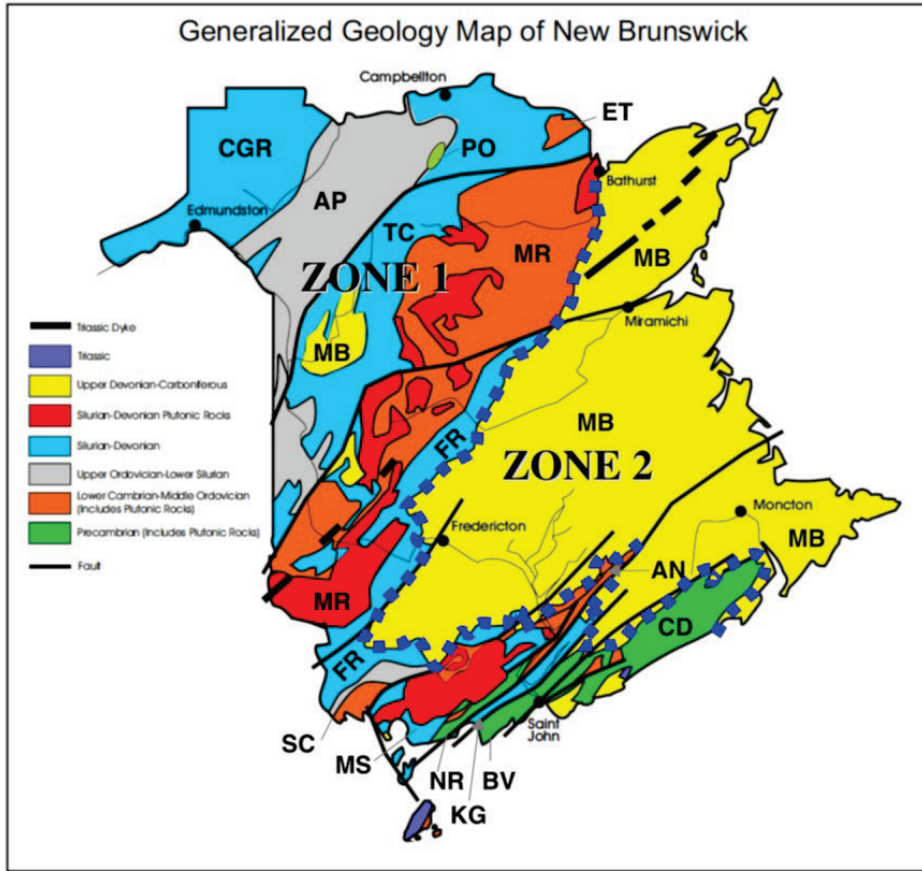 Generalized Geology Map of New Brunswick
Campbellton
ET
CGR
PO
Bathurst
AP
Edmundston
TC
MR
MB
ZONE 1
Miramichi
MB
Triassic Dyke
Triassic
Upper Devonian-Carboniferous
Silurian-Devonian Plutonic Rocks
Silurian-Devonian
Upper Ordovician-Lower Silurian
Lower Cambrian-Middle Ordovician
(Includes Plutonic Rocks)
Precambrian (Includes Plutonic Rocks)
Fault
MB
FR
ZONE 2
Moncton
Fredericton
MB
AN
MR
CD
FR
Saint
John
SC
MS
NR
BV
KG